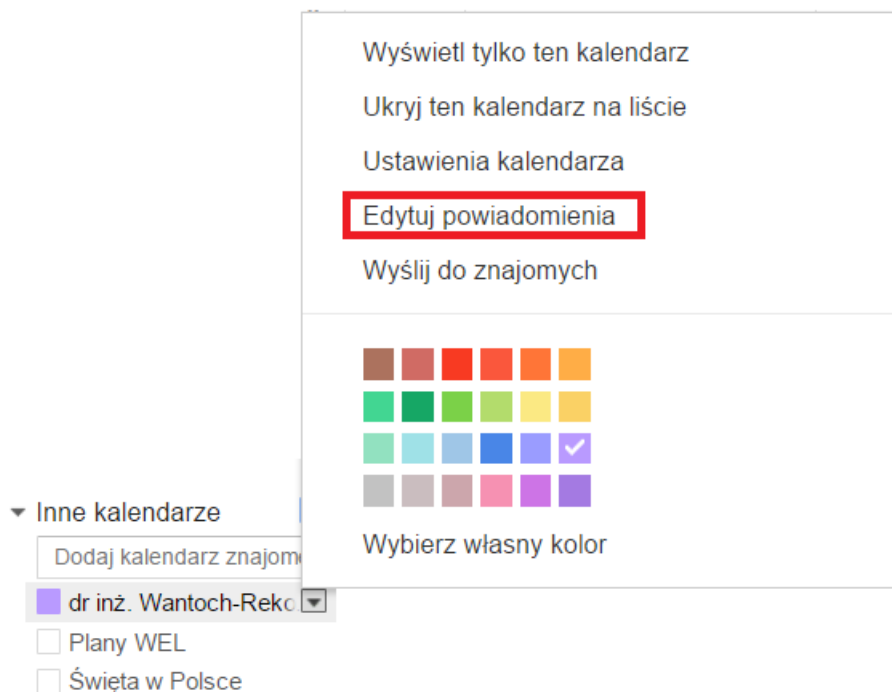 Wyświetl tylko ten kalendarz
Ukryj ten kalendarz na liście
Ustawienia kalendarza
Edytuj powiadomienia
Wyślij do znajomych
Wybierz własny kolor
Inne kalendarze
Dodaj kalendarz znajom
dr inż. Wantoch-Reko
Plany WEL
Święta w Polsce